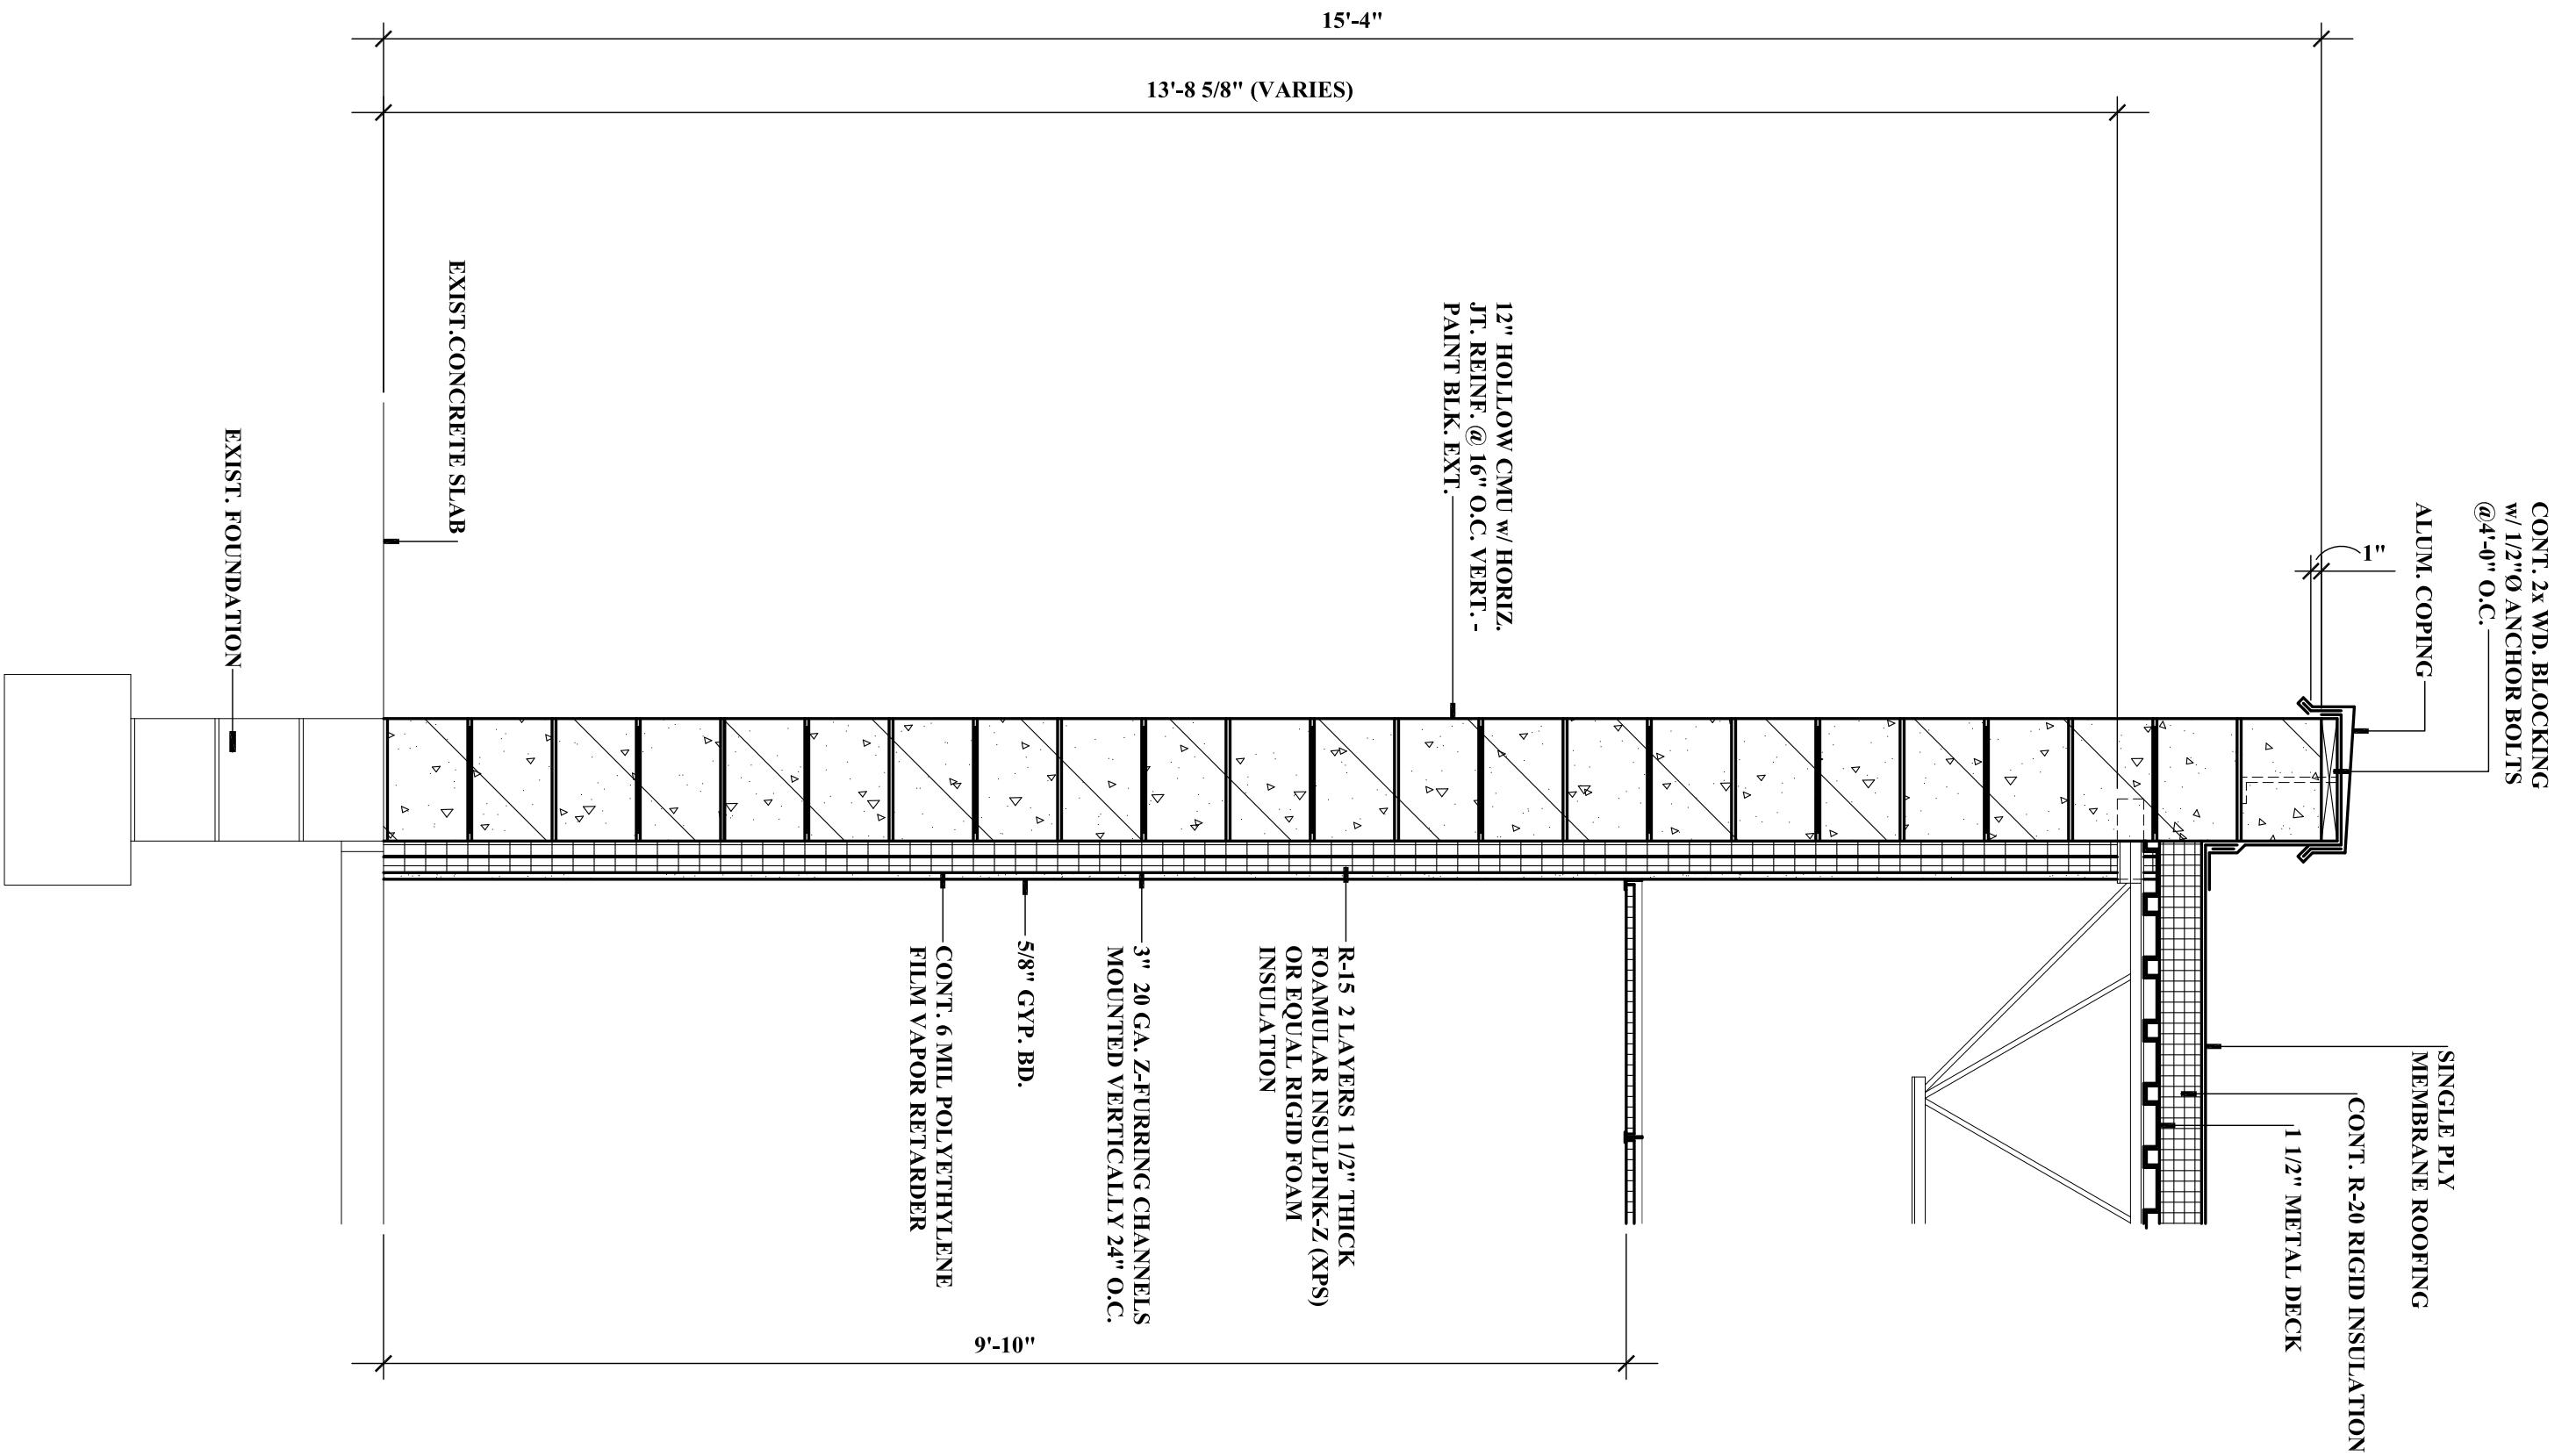 15'-4"
13'-8 5/8" (VARIES)
CONT. 2x WD. BLOCKING
w/ 1/2"Ø ANCHOR BOLTS
@4'-0" O.C.
ALUM. COPING
1"
12" HOLLOW CMU w/ HORIZ.
JT. REINF. @ 16" O.C. VERT. -
PAINT BLK. EXT.
EXIST.CONCRETE SLAB
EXIST. FOUNDATION
SINGLE PLY
MEMBRANE ROOFING
CONT. R-20 RIGID INSULATION
1 1/2" METAL DECK
R-15 2 LAYERS 1 1/2" THICK
FOAMULAR INSULPINK-Z (XPS)
OR EQUAL RIGID FOAM
INSULATION
3" 20 GA. Z-FURRING CHANNELS
MOUNTED VERTICALLY 24" O.C.
5/8" GYP. BD.
CONT. 6 MIL POLYETHYLENE
FILM VAPOR RETARDER
9'-10"